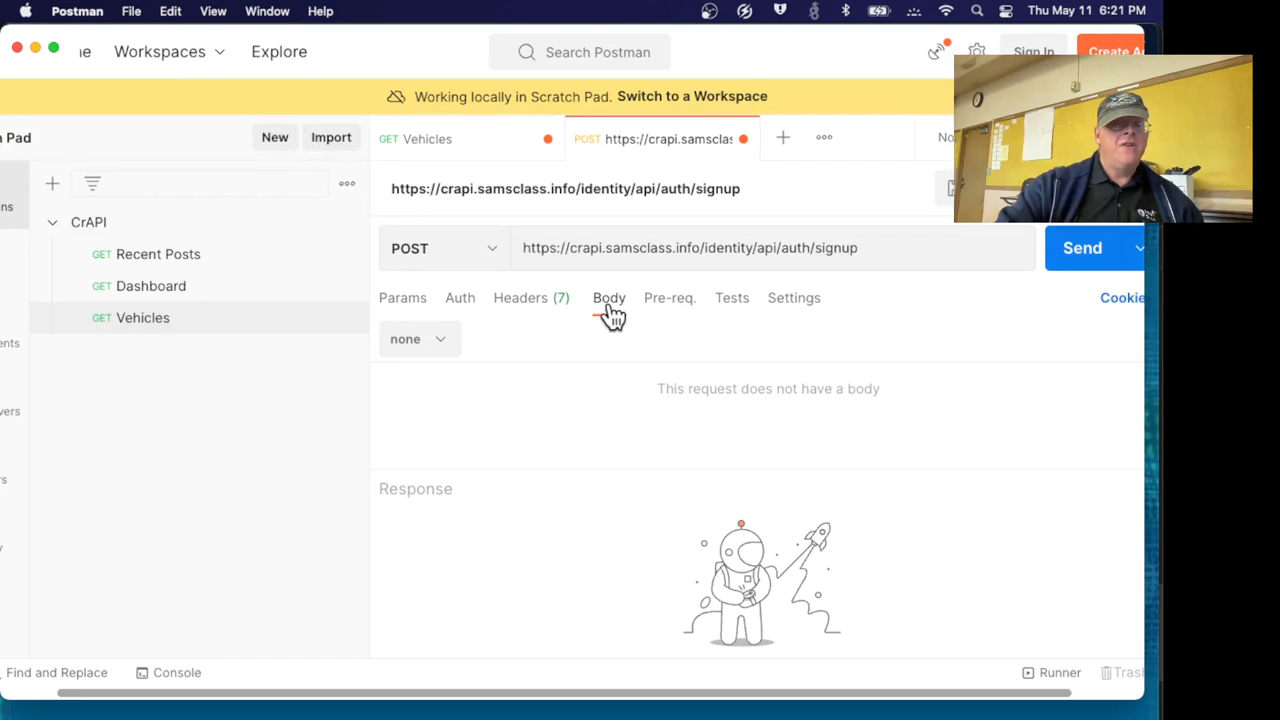 Postman File Edit View Window Help Thu May 11 6:21 PM
Workspaces Explore Search Postman Sign In Create
Working locally in Scratch Pad. Switch to a Workspace
Pad New Import GET Vehicles POST https://crapi.samsclas
https://crapi.samsclass.info/identity/api/auth/signup
CrAPI
POST https://crapi.samsclass.info/identity/api/auth/signup Send
GET Recent Posts
GET Dashboard
Params Auth Headers (7) Body Pre-req. Tests Settings Cookie
GET Vehicles
none
This request does not have a body
Response
Find and Replace Console Runner Trash